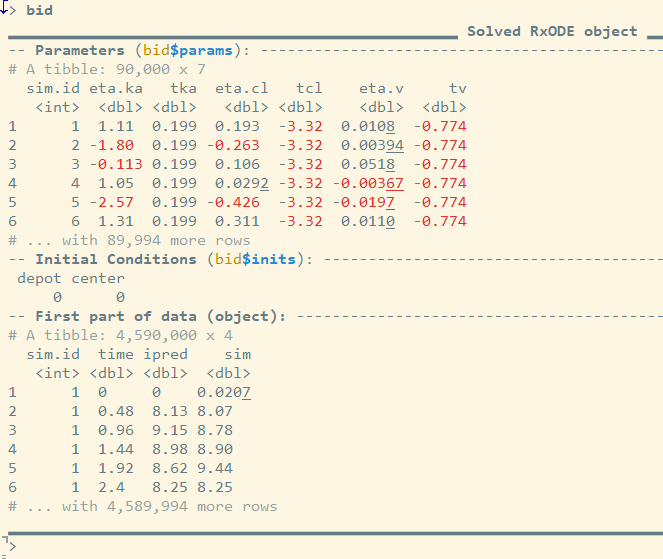 > bid
Solved RxODE object
-- Parameters (bid$params): --------------------------------------------------
# A tibble: 90,000 x 7
sim.id eta.ka tka eta.cl tcl eta.v tv
<int> <dbl> <dbl> <dbl> <dbl> <dbl> <dbl>
1 1 1.11 0.199 0.193 -3.32 0.0108 -0.774
2 2 -1.80 0.199 -0.263 -3.32 0.00394 -0.774
3 3 -0.113 0.199 0.106 -3.32 0.0518 -0.774
4 4 1.05 0.199 0.0292 -3.32 -0.00367 -0.774
5 5 -2.57 0.199 -0.426 -3.32 -0.0197 -0.774
6 6 1.31 0.199 0.311 -3.32 0.0110 -0.774
# ... with 89,994 more rows
-- Initial Conditions (bid$inits): -------------------------------------------
depot center
0 0
-- First part of data (object): ----------------------------------------------
# A tibble: 4,590,000 x 4
sim.id time ipred sim
<int> <dbl> <dbl> <dbl>
1 1 0 0 0.0207
2 1 0.48 8.13 8.07
3 1 0.96 9.15 8.78
4 1 1.44 8.98 8.90
5 1 1.92 8.62 9.44
6 1 2.4 8.25 8.25
# ... with 4,589,994 more rows
>